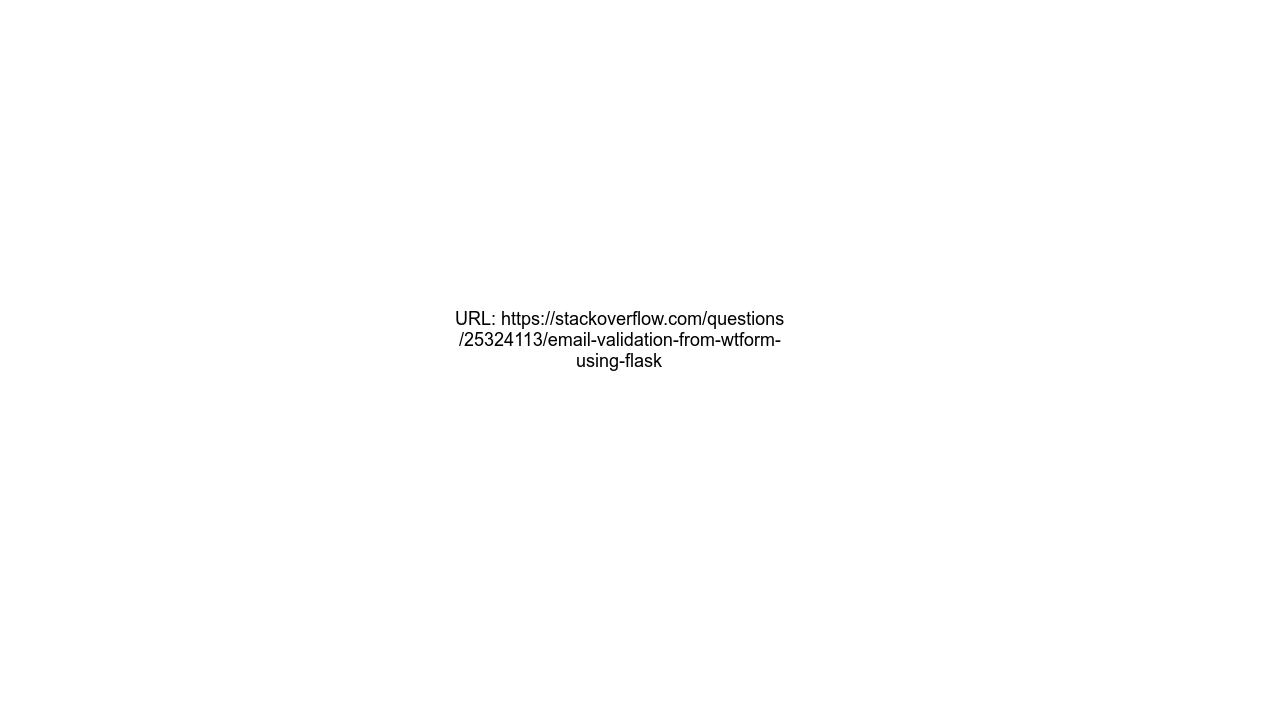 URL: https://stackoverflow.com/questions
/25324113/email-validation-from-wtform-
using-flask